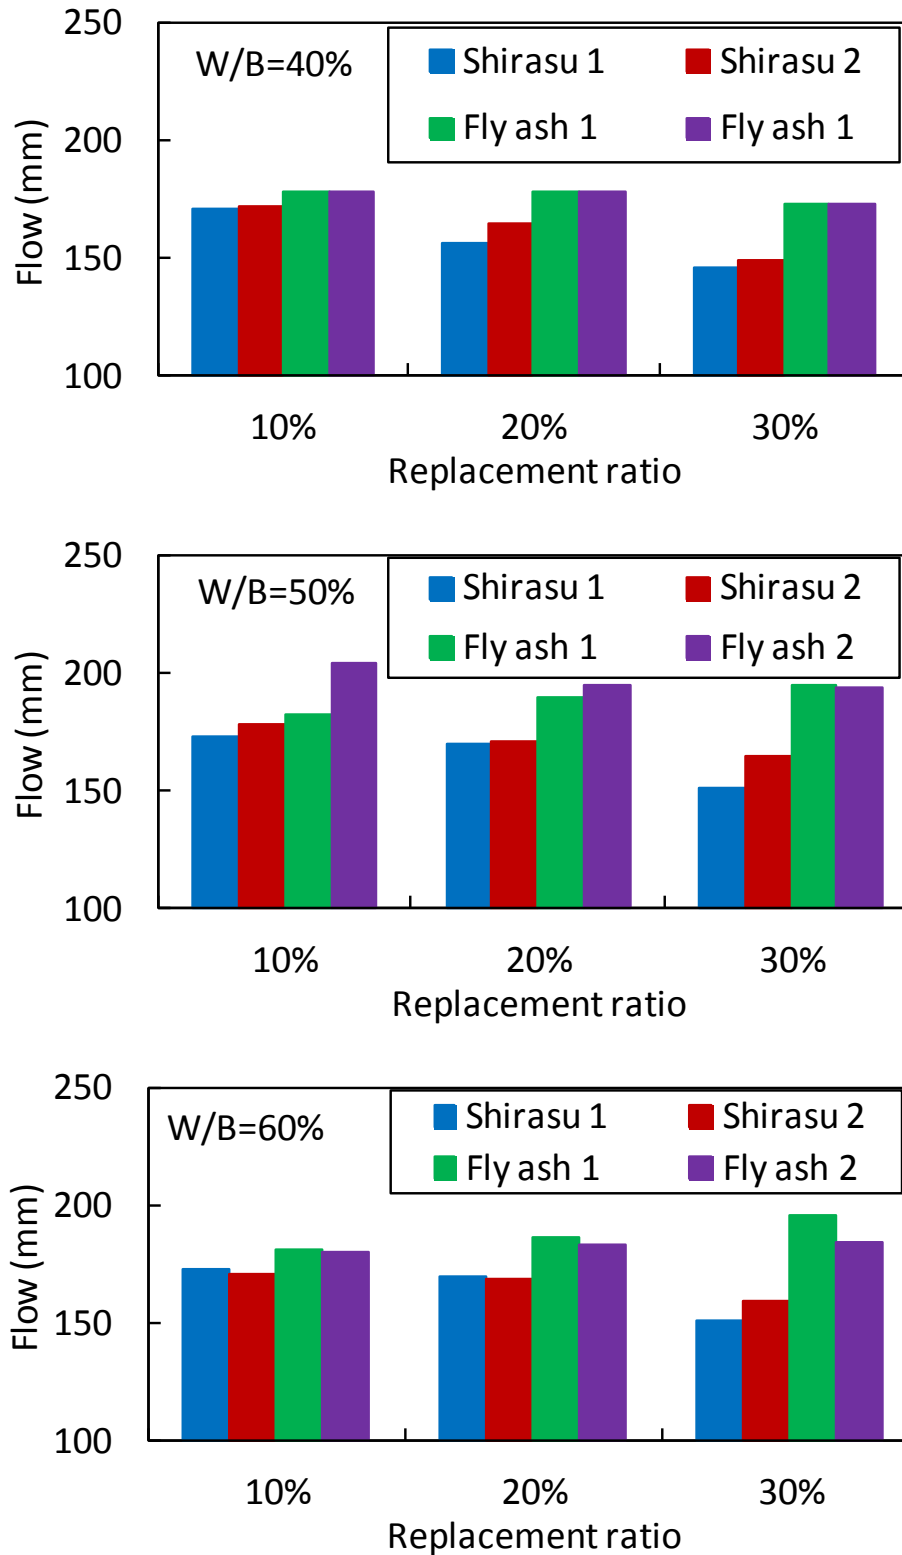 250
W/B=40%
Shirasu 1
Shirasu 2
200
Fly ash 1
Fly ash 1
Flow (mm)
150
100
10%
20%
30%
Replacement ratio
250
W/B=50%
Shirasu 1
Shirasu 2
Fly ash 1
Fly ash 2
200
Flow (mm)
150
100
10%
20%
30%
Replacement ratio
250
W/B=60%
Shirasu 1
Shirasu 2
Fly ash 1
Fly ash 2
200
Flow (mm)
150
100
10%
20%
30%
Replacement ratio